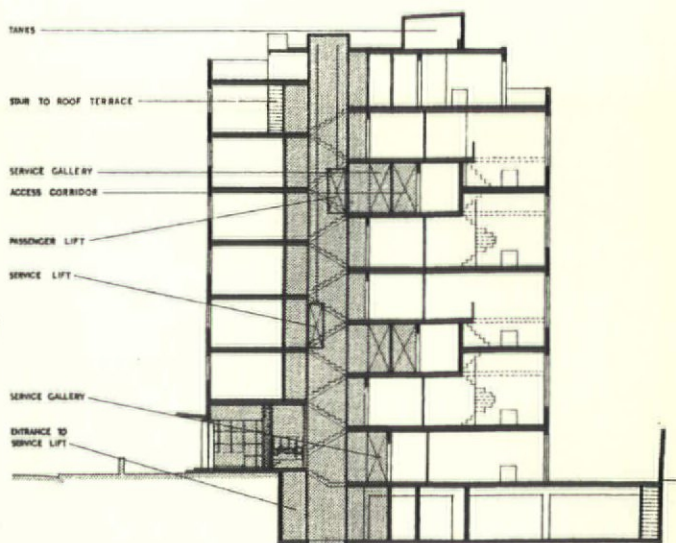 TANKS
STAIR TO ROOF TERRACE
SERVICE GALLERY
ACCESS CORRIDOR
PASSENGER LIFT
SERVICE LIFT
SERVICE GALLERY
ENTRANCE TO
SERVICE LIFT